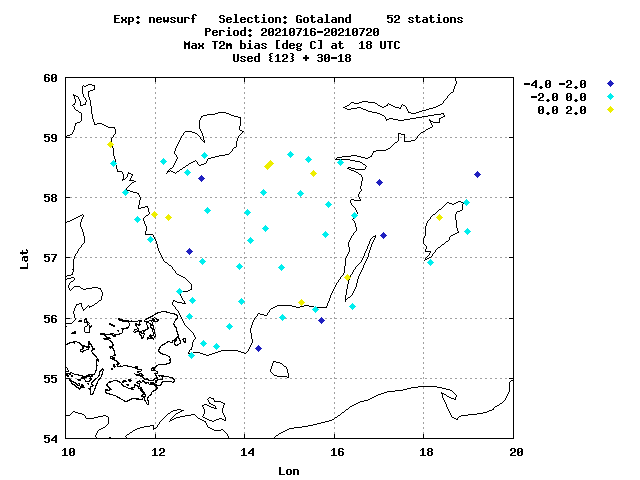 Exp: newsurf Selection: Gotaland 52 stations
Period: 20210716-20210720
Max T2m bias [deg C] at 18 UTC
Used {12} + 30-18
-4.0 -2.0
-2.0 0.0
0.0 2.0
60
59
58
57
56
55
54
Lat
10 12 14 16 18 20
Lon